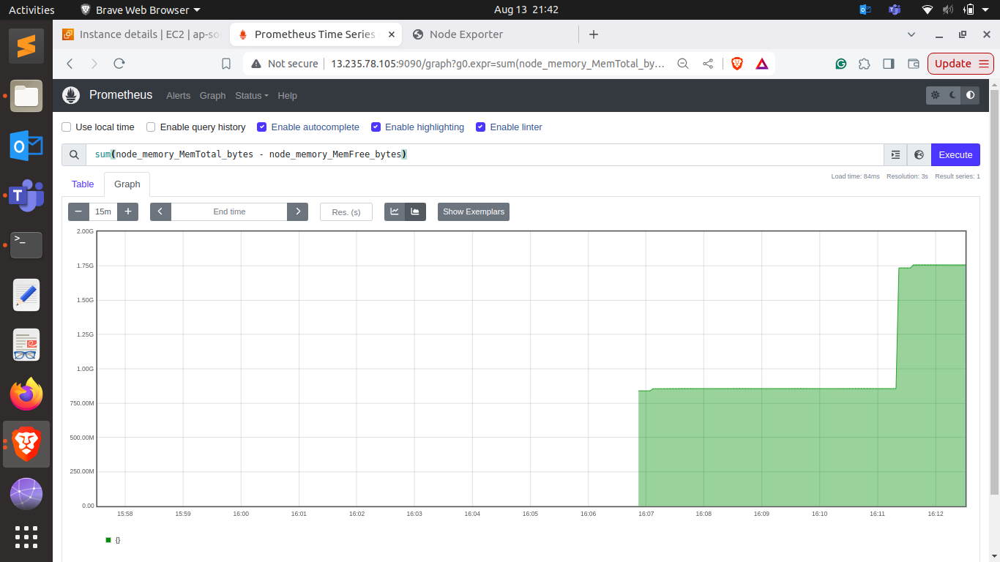 Activities Brave Web Browser Aug 13 21:42
Instance details | EC2 | ap-so
Prometheus Time Series
Node Exporter
Not secure 13.235.78.105:9090/graph?g0.expr=sum(node_memory_MemTotal_by... Update
Prometheus Alerts Graph Status Help
Use local time Enable query history Enable autocomplete Enable highlighting Enable linter
sum(node_memory_MemTotal_bytes - node_memory_MemFree_bytes) Execute
Load time: 84ms Resolution: 3s Result series: 1
Table Graph
− 15m + End time Res. (s) Show Exemplars
2.00G
1.75G
1.50G
1.25G
1.00G
750.00M
500.00M
250.00M
0.00
15:58 15:59 16:00 16:01 16:02 16:03 16:04 16:05 16:06 16:07 16:08 16:09 16:10 16:11 16:12
{}